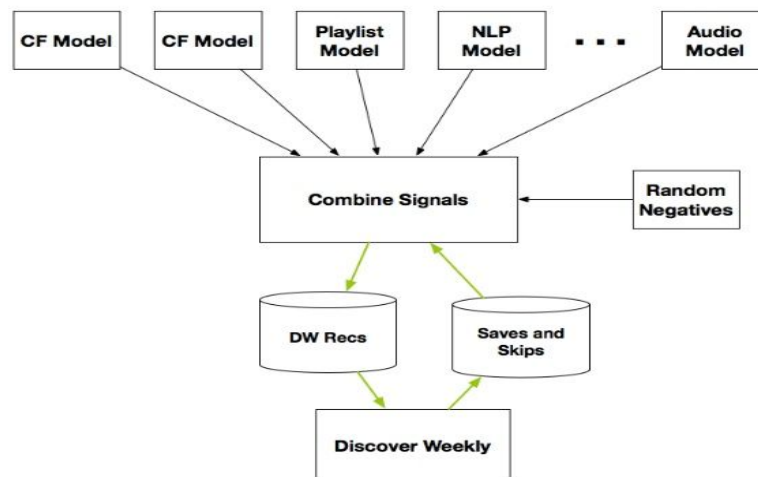 CF Model
CF Model
Playlist
Model
NLP
Model
...
Audio
Model
Combine Signals
Random
Negatives
DW Recs
Saves and
Skips
Discover Weekly